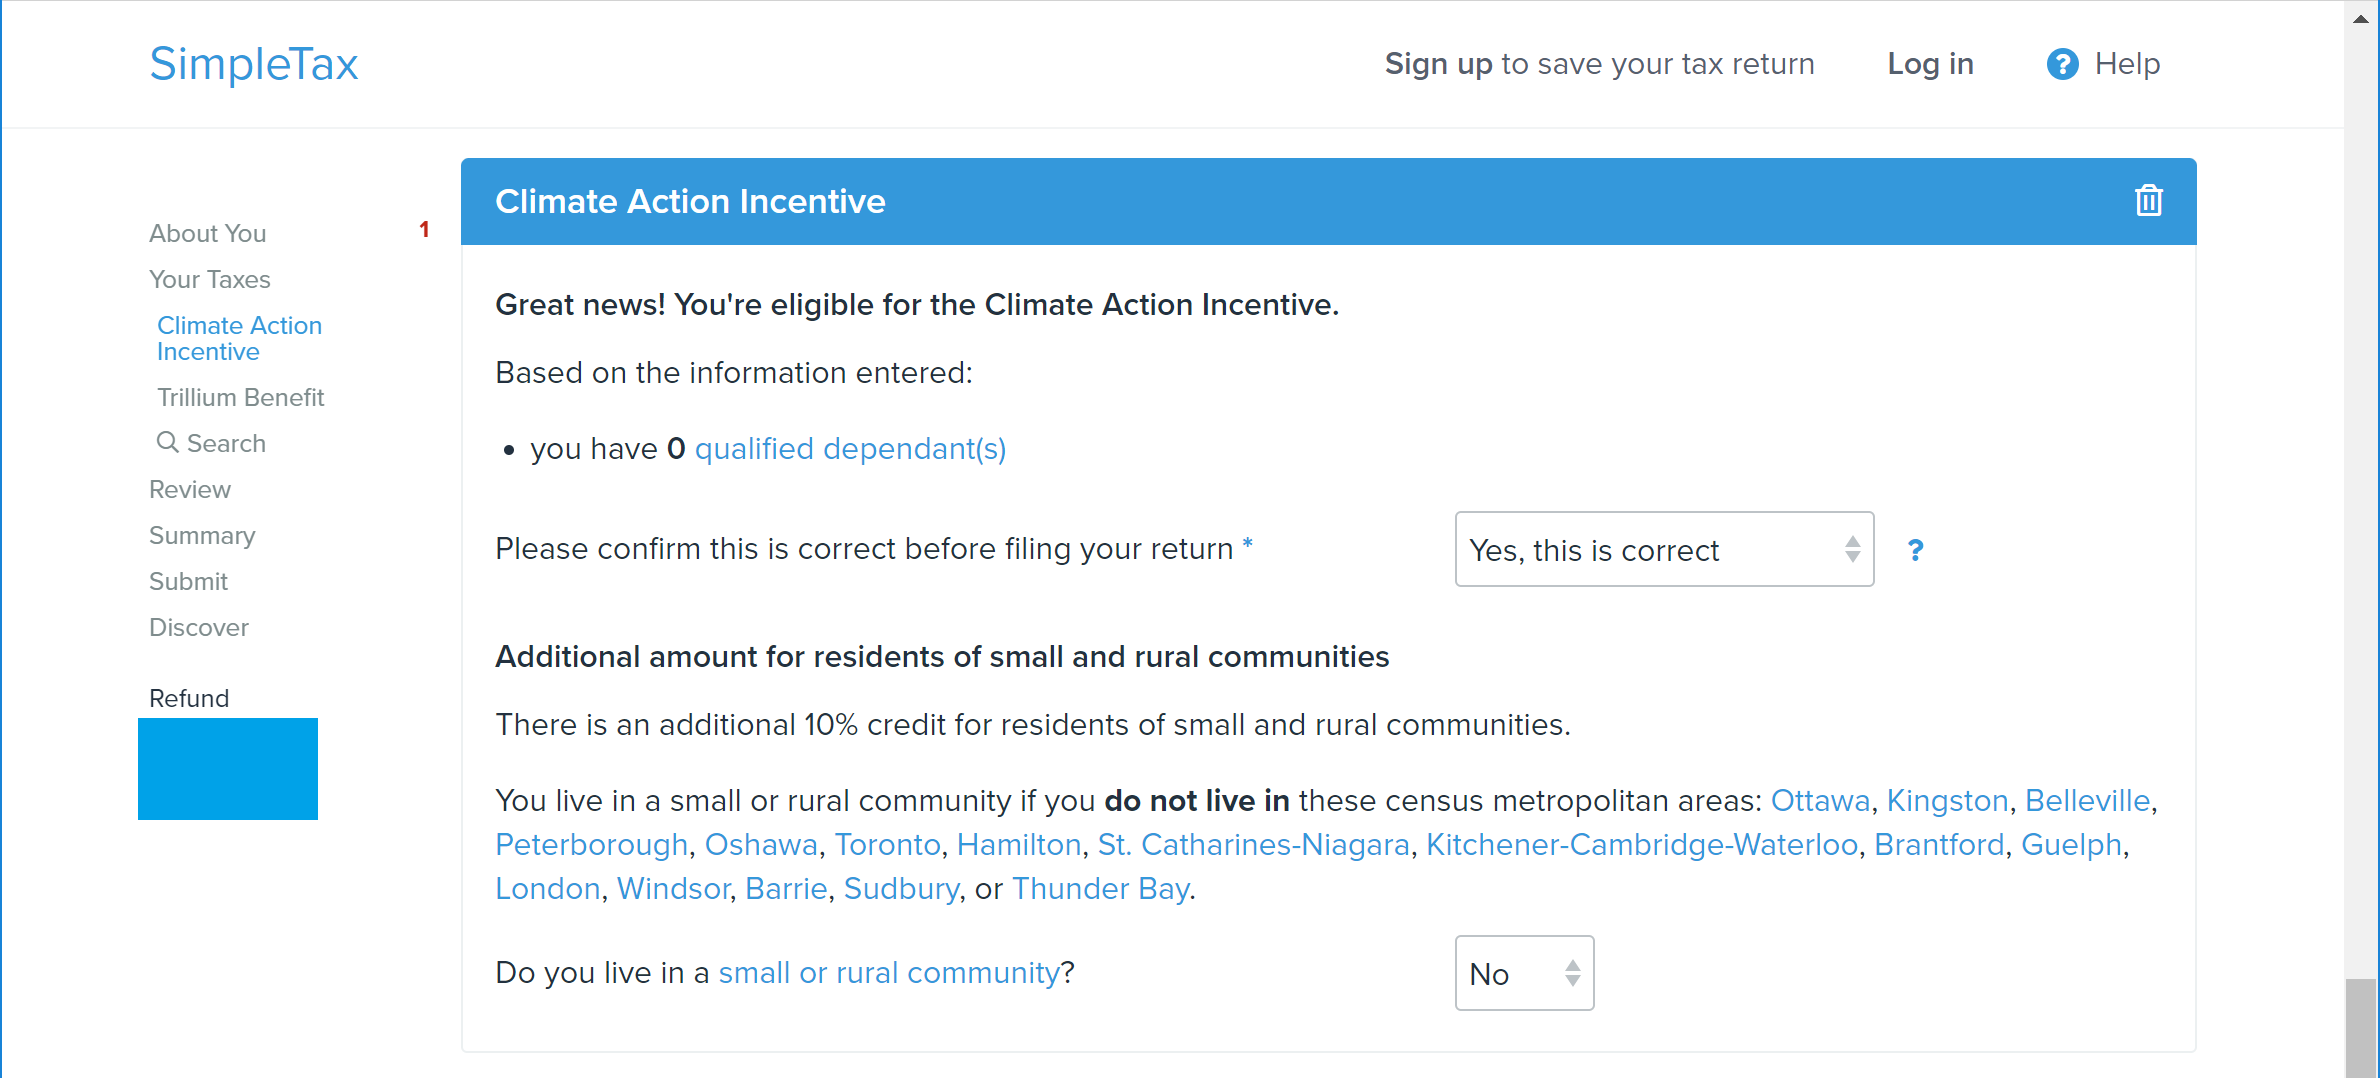 SimpleTax
Sign up to save your tax return
Log in
? Help
About You 1
Your Taxes
Climate Action
Incentive
Trillium Benefit
Search
Review
Summary
Submit
Discover
Refund
Climate Action Incentive
Great news! You're eligible for the Climate Action Incentive.
Based on the information entered:
• you have 0 qualified dependant(s)
Please confirm this is correct before filing your return *
Yes, this is correct
?
Additional amount for residents of small and rural communities
There is an additional 10% credit for residents of small and rural communities.
You live in a small or rural community if you do not live in these census metropolitan areas: Ottawa, Kingston, Belleville,
Peterborough, Oshawa, Toronto, Hamilton, St. Catharines-Niagara, Kitchener-Cambridge-Waterloo, Brantford, Guelph,
London, Windsor, Barrie, Sudbury, or Thunder Bay.
Do you live in a small or rural community?
No